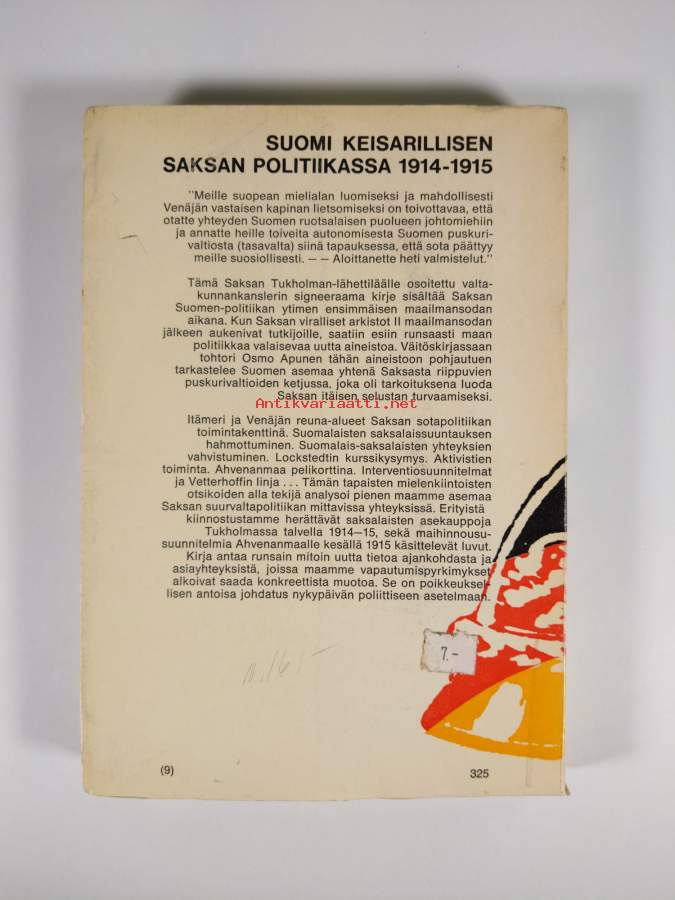 SUOMI KEISARILLISEN
SAKSAN POLITIIKASSA 1914-1915
"Meille suopean mielialan luomiseksi ja mahdollisesti
Venäjän vastaisen kapinan lietsomiseksi on toivottavaa, että
otatte yhteyden Suomen ruotsalaisen puolueen johtomiehiin
ja annatte heille toiveita autonomisesta Suomen puskuri-
valtiosta (tasavalta) siinä tapauksessa, että sota päättyy
meille suosiollisesti. — — Aloittanette heti valmistelut."
Tämä Saksan Tukholman-lähettiläälle osoitettu valta-
kunnankanslerin signeeraama kirje sisältää Saksan
Suomen-politiikan ytimen ensimmäisen maailmansodan
aikana. Kun Saksan viralliset arkistot II maailmansodan
jälkeen aukenivat tutkijoille, saatiin esiin runsaasti maan
politiikkaa valaisevaa uutta aineistoa. Väitöskirjassaan
tohtori Osmo Apunen tähän aineistoon pohjautuen
tarkastelee Suomen asemaa yhtenä Saksasta riippuvien
puskurivaltioiden ketjussa, joka oli tarkoituksena luoda
Saksan itäisen selustan turvaamiseksi.
Antikvariaatti.net
Itämeri ja Venäjän reuna-alueet Saksan sotapolitiikan
toimintakenttinä. Suomalaisten saksalaissuuntauksen
hahmottuminen. Suomalais-saksalaisten yhteyksien
vahvistuminen. Lockstedtin kurssikysymys. Aktivistien
toiminta. Ahvenanmaa pelikorttina. Interventiosuunnitelmat
ja Vetterhoffin linja . . . Tämän tapaisten mielenkiintoisten
otsikoiden alla tekijä analysoi pienen maamme asemaa
Saksan suurvaltapolitiikan mittavissa yhteyksissä. Erityistä
kiinnostustamme herättävät saksalaisten asekauppoja
Tukholmassa talvella 1914—15, sekä maihinnousu-
suunnitelmia Ahvenanmaalle kesällä 1915 käsittelevät luvut.
Kirja antaa runsain mitoin uutta tietoa ajankohdasta ja
asiayhteyksistä, joissa maamme vapautumispyrkimykset
alkoivat saada konkreettista muotoa. Se on poikkeuksel-
lisen antoisa johdatus nykypäivän poliittiseen asetelmaan.
7.-
(9)
325